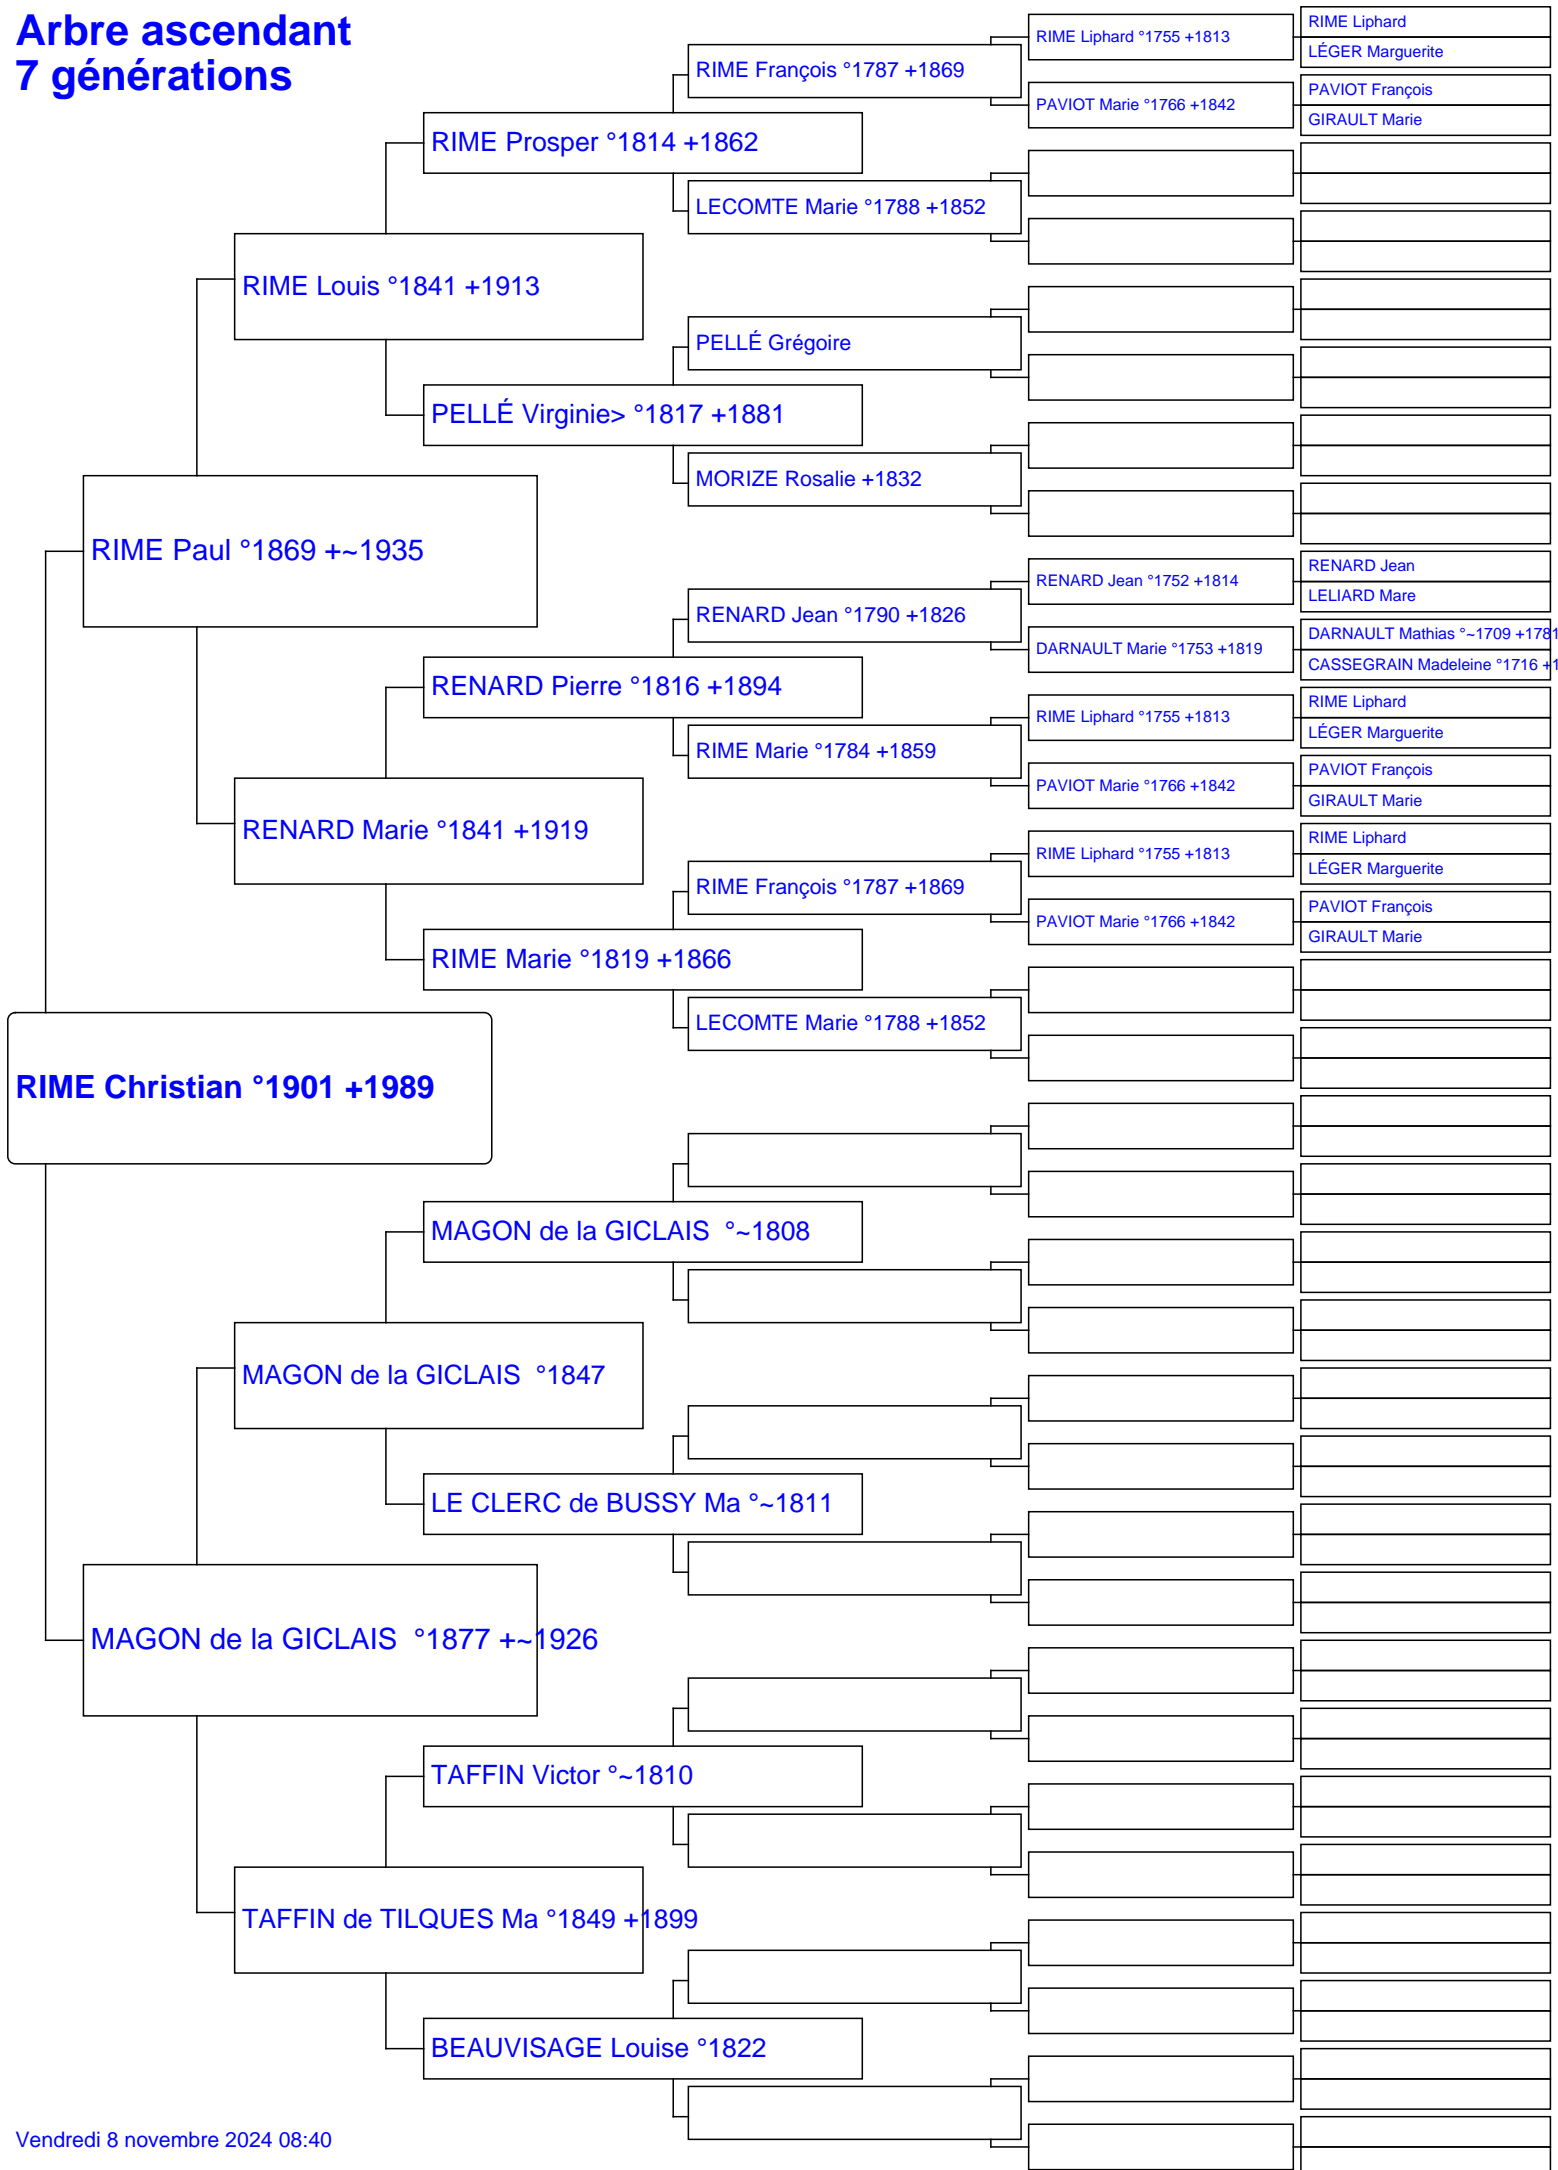 Arbre ascendant
7 générations
RIME Liphard
RIME Liphard °1755 +1813
LÉGER Marguerite
RIME François °1787 +1869
PAVIOT François
PAVIOT Marie °1766 +1842
GIRAULT Marie
RIME Prosper °1814 +1862
LECOMTE Marie °1788 +1852
RIME Louis °1841 +1913
PELLÉ Grégoire
PELLÉ Virginie> °1817 +1881
MORIZE Rosalie +1832
RIME Paul °1869 +~1935
RENARD Jean
RENARD Jean °1752 +1814
LELIARD Mare
RENARD Jean °1790 +1826
DARNAULT Mathias °~1709 +1781
DARNAULT Marie °1753 +1819
CASSEGRAIN Madeleine °1716 +1
RENARD Pierre °1816 +1894
RIME Liphard
RIME Liphard °1755 +1813
LÉGER Marguerite
RIME Marie °1784 +1859
PAVIOT François
PAVIOT Marie °1766 +1842
GIRAULT Marie
RENARD Marie °1841 +1919
RIME Liphard
RIME Liphard °1755 +1813
LÉGER Marguerite
RIME François °1787 +1869
PAVIOT François
PAVIOT Marie °1766 +1842
GIRAULT Marie
RIME Marie °1819 +1866
LECOMTE Marie °1788 +1852
RIME Christian °1901 +1989
MAGON de la GICLAIS °~1808
MAGON de la GICLAIS °1847
LE CLERC de BUSSY Ma °~1811
MAGON de la GICLAIS °1877 +~1926
TAFFIN Victor °~1810
TAFFIN de TILQUES Ma °1849 +1899
BEAUVISAGE Louise °1822
Vendredi 8 novembre 2024 08:40